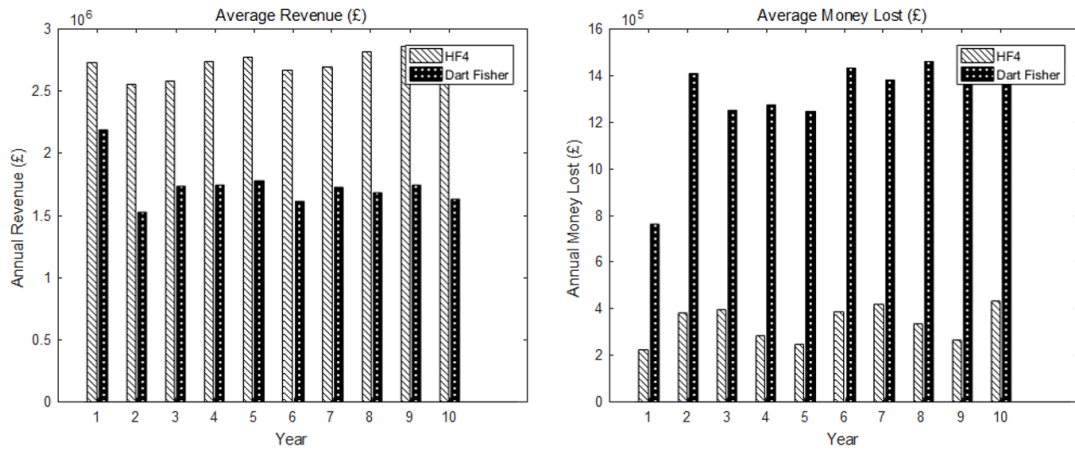 Average Revenue (£)
10^6
3
2.5
2
1.5
1
0.5
0
HF4
Dart Fisher
1 2 3 4 5 6 7 8 9 10
Year
Annual Revenue (£)
Average Money Lost (£)
10^5
16
14
12
10
8
6
4
2
0
HF4
Dart Fisher
1 2 3 4 5 6 7 8 9 10
Year
Annual Money Lost (£)